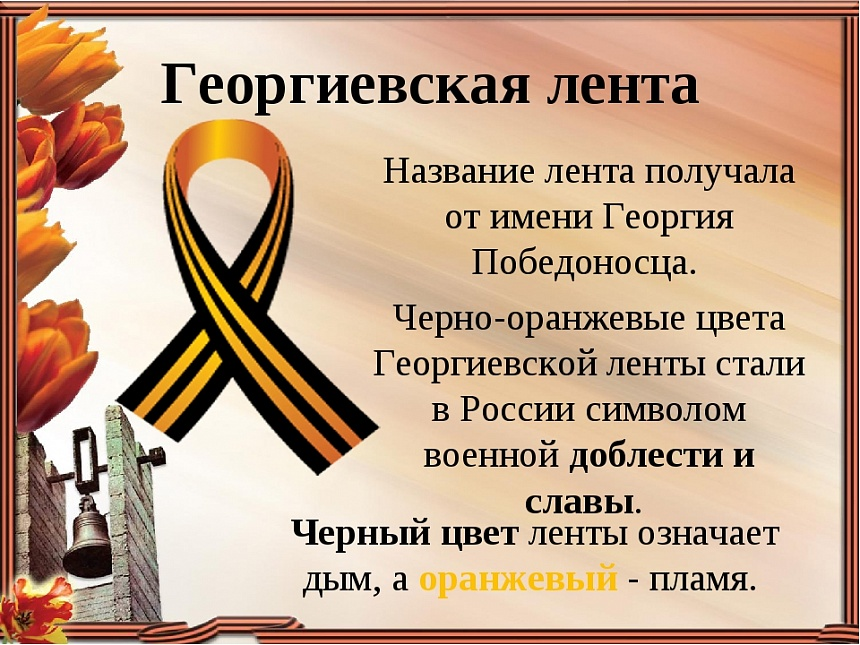 Георгиевская лента
Название лента получала
от имени Георгия
Победоносца.
Черно-оранжевые цвета
Георгиевской ленты стали
в России символом
военной доблести и
славы.
Черный цвет ленты означает
дым, а оранжевый - пламя.